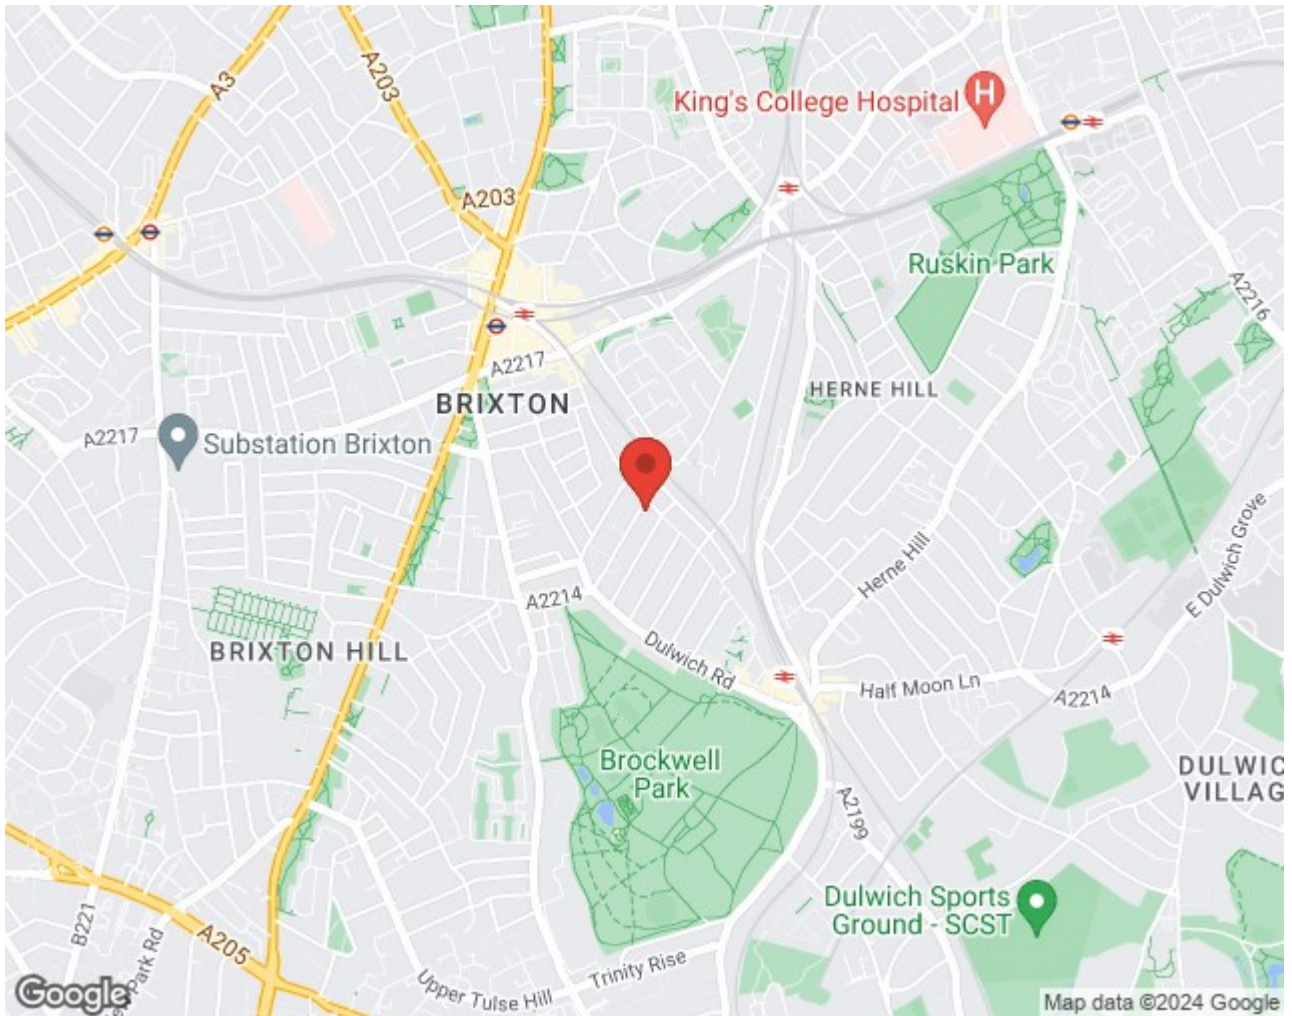 A3
A203
King's College Hospital
H
A203
Ruskin Park
A2216
A2217
BRIXTON
HERNE HILL
A2217
Substation Brixton
Herne Hill
E Dulwich Grove
A2214
BRIXTON HILL
Dulwich Rd
Half Moon Ln
A2214
Brockwell
Park
DULWIC
VILLAG
A2199
Dulwich Sports
Ground - SCST
B221
Park Rd
A205
Upper Tulse Hill
Trinity Rise
Google
Map data ©2024 Google